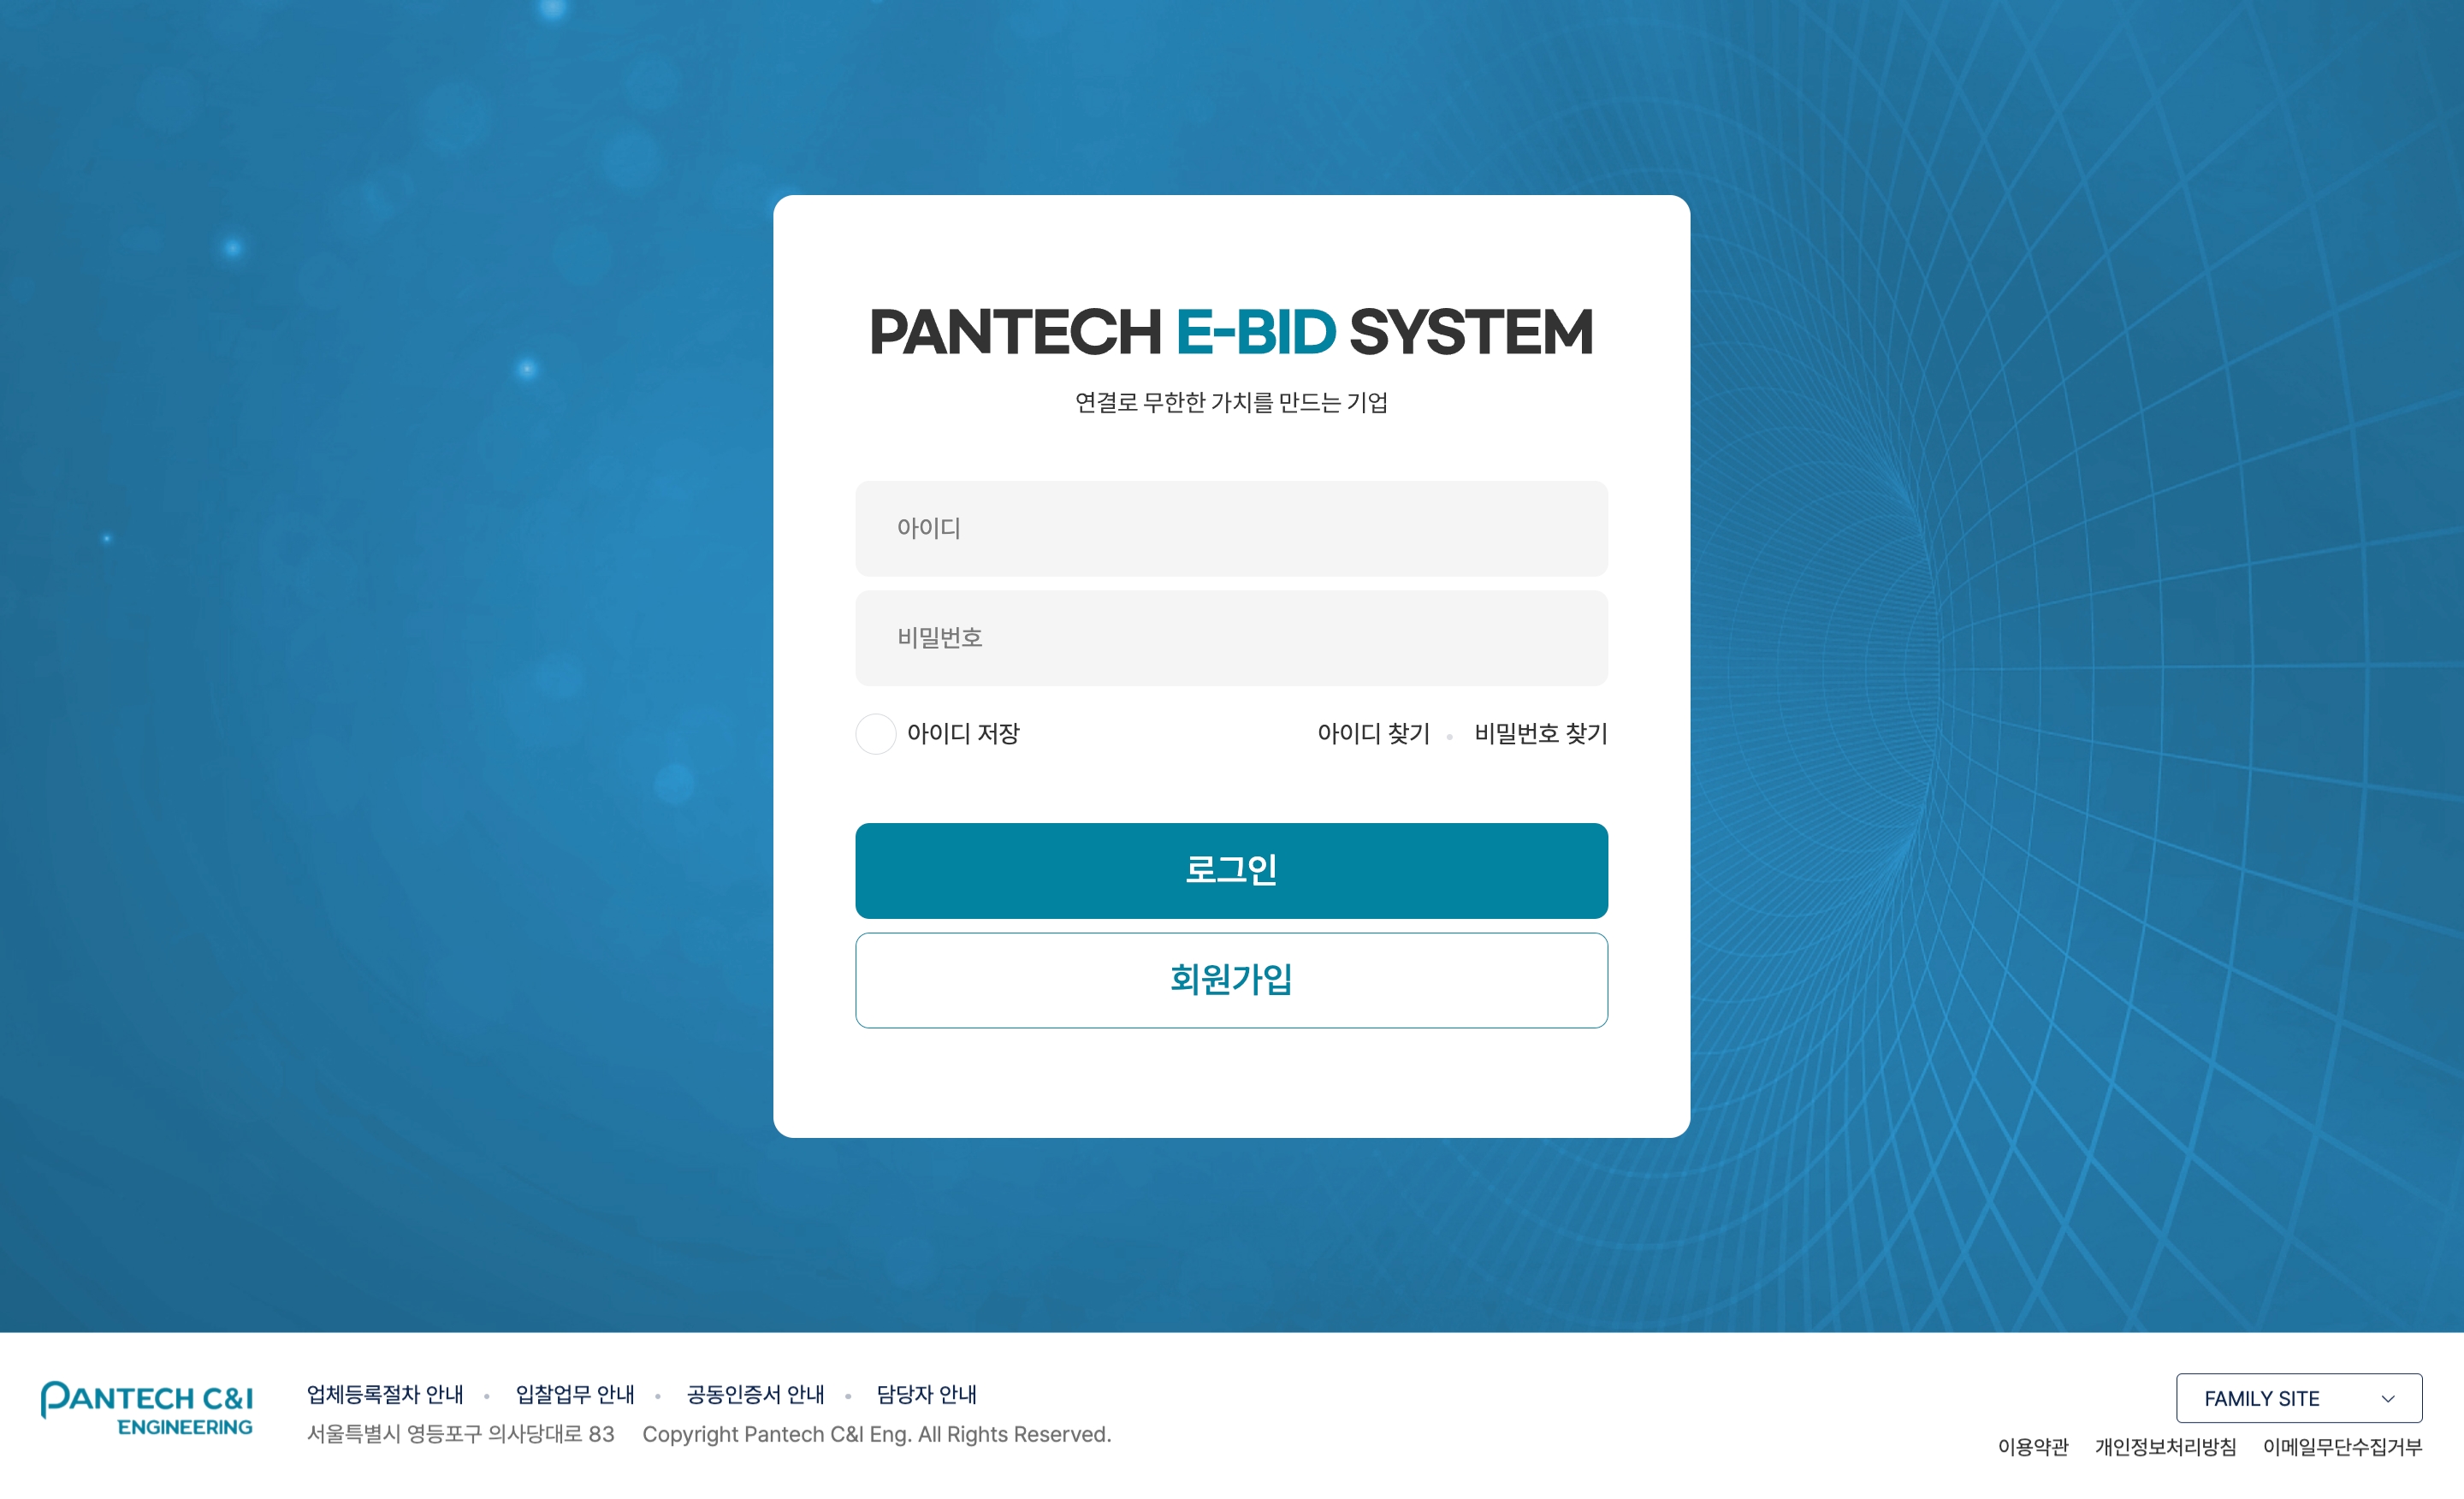 PANTECH E-BID SYSTEM
연결로 무한한 가치를 만드는 기업
아이디
비밀번호
아이디 저장
아이디 찾기 • 비밀번호 찾기
로그인
회원가입
PANTECH C&I
ENGINEERING
업체등록절차 안내 • 입찰업무 안내 • 공동인증서 안내 • 담당자 안내
서울특별시 영등포구 의사당대로 83 Copyright Pantech C&I Eng. All Rights Reserved.
FAMILY SITE
이용약관 개인정보처리방침 이메일무단수집거부